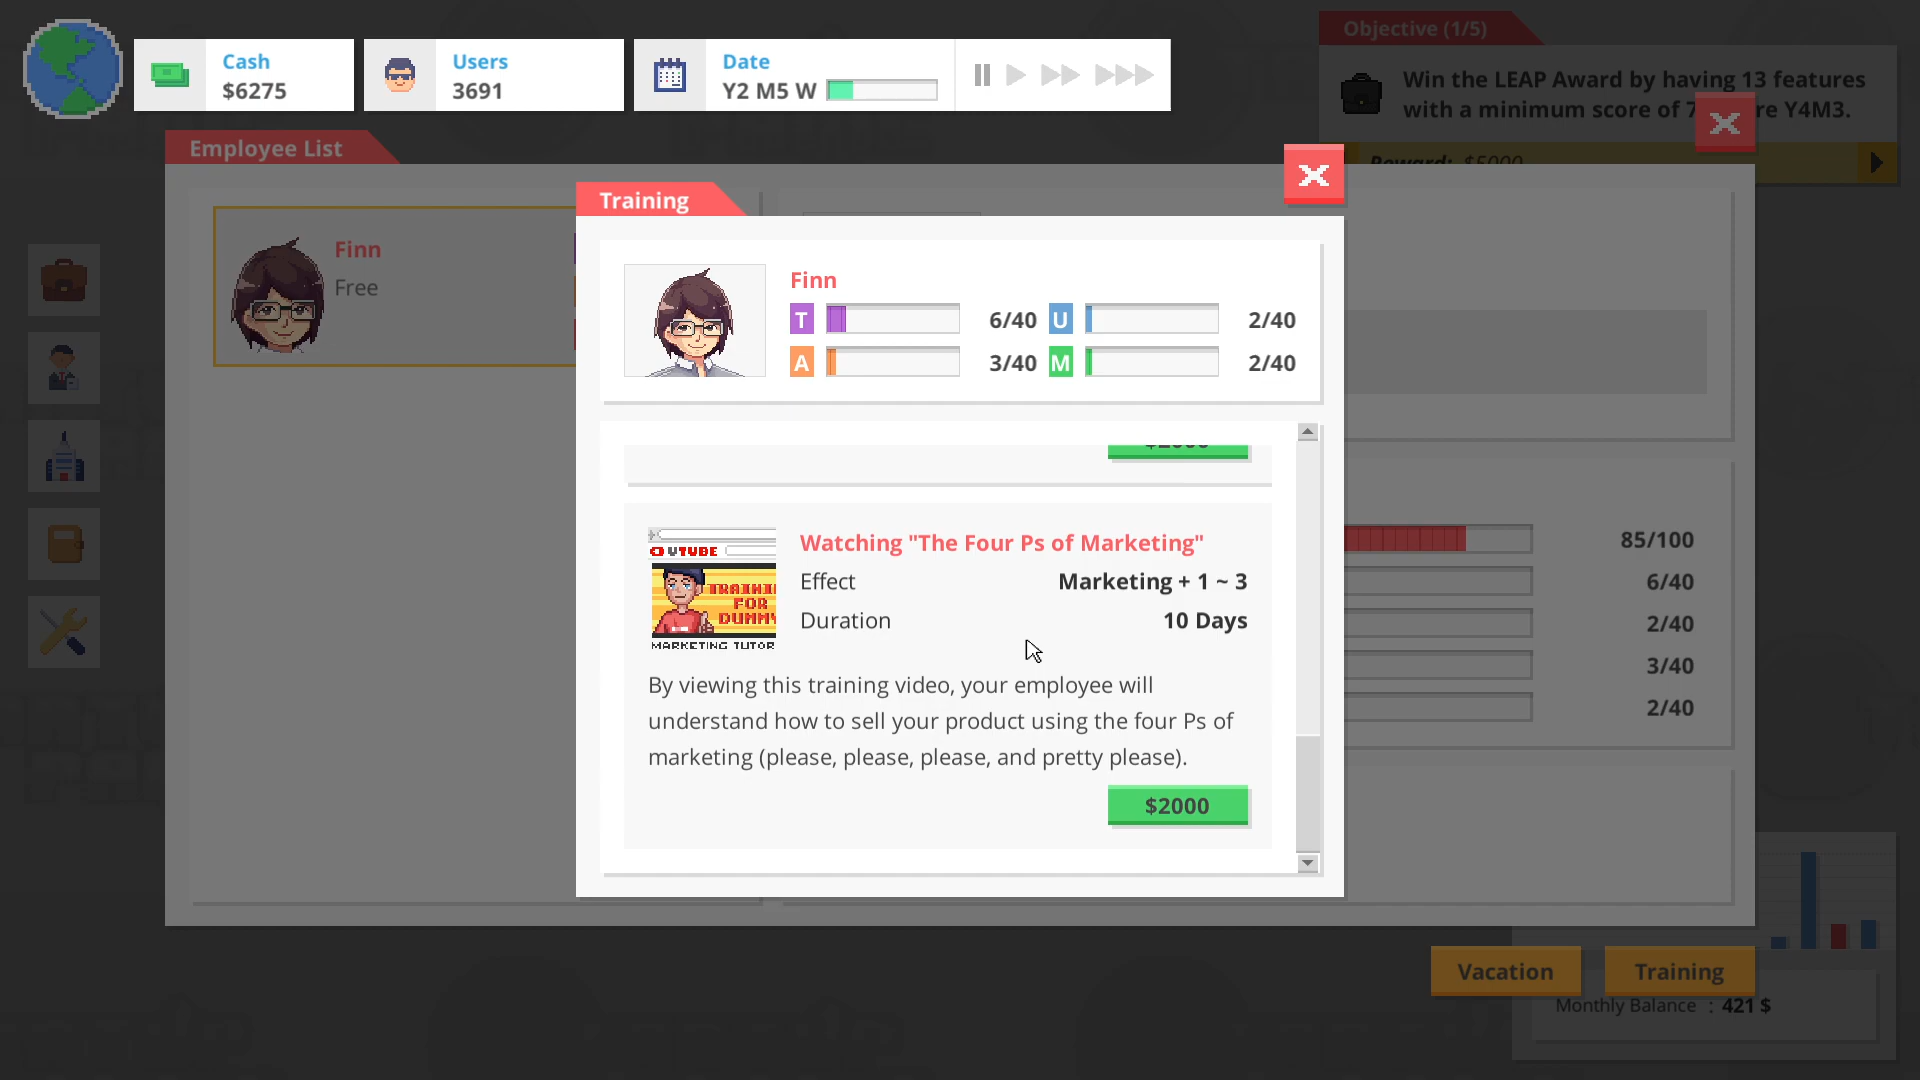 Cash
$6275
Users
3691
Date
Y2 M5 W
Objective (1/5)
Win the LEAP Award by having 13 features
with a minimum score of 7 re Y4M3.
Reward: $5000
Employee List
Finn
Free
Training
Finn
T 6/40 U 2/40
A 3/40 M 2/40
$2000
UTUBE
TRAINI
FOR
DUMMY
MARKETING TUTOR
Watching "The Four Ps of Marketing"
Effect Marketing + 1 ~ 3
Duration 10 Days
By viewing this training video, your employee will
understand how to sell your product using the four Ps of
marketing (please, please, please, and pretty please).
$2000
85/100
6/40
2/40
3/40
2/40
Vacation
Training
Monthly Balance : 421 $